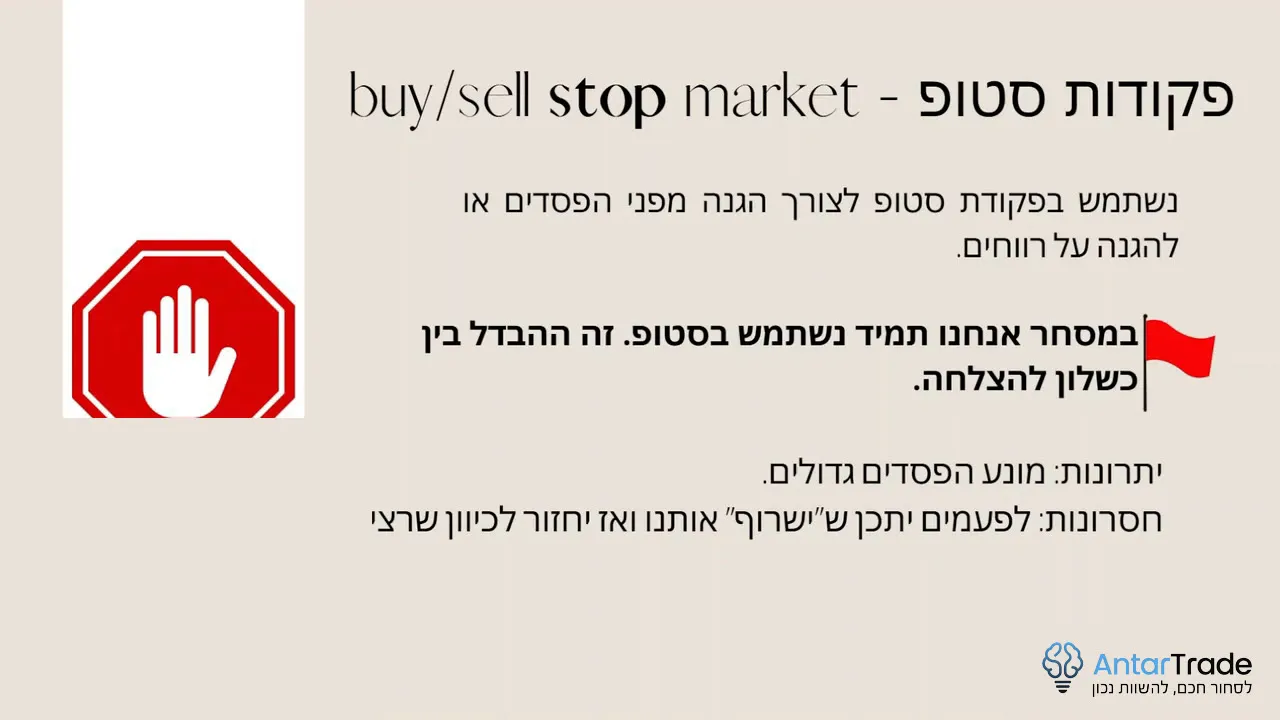 פקודות סטופ - buy/sell stop market
נשתמש בפקודת סטופ לצורך הגנה מפני הפסדים או
להגנה על רווחים.
במסחר אנחנו תמיד נשתמש בסטופ. זה ההבדל בין
כשלון להצלחה.
יתרונות: מונע הפסדים גדולים.
חסרונות: לפעמים יתכן ש"ישרוף" אותנו ואז יחזור לכיוון שרצי
AntarTrade
לסחור חכם, להשוות נכון